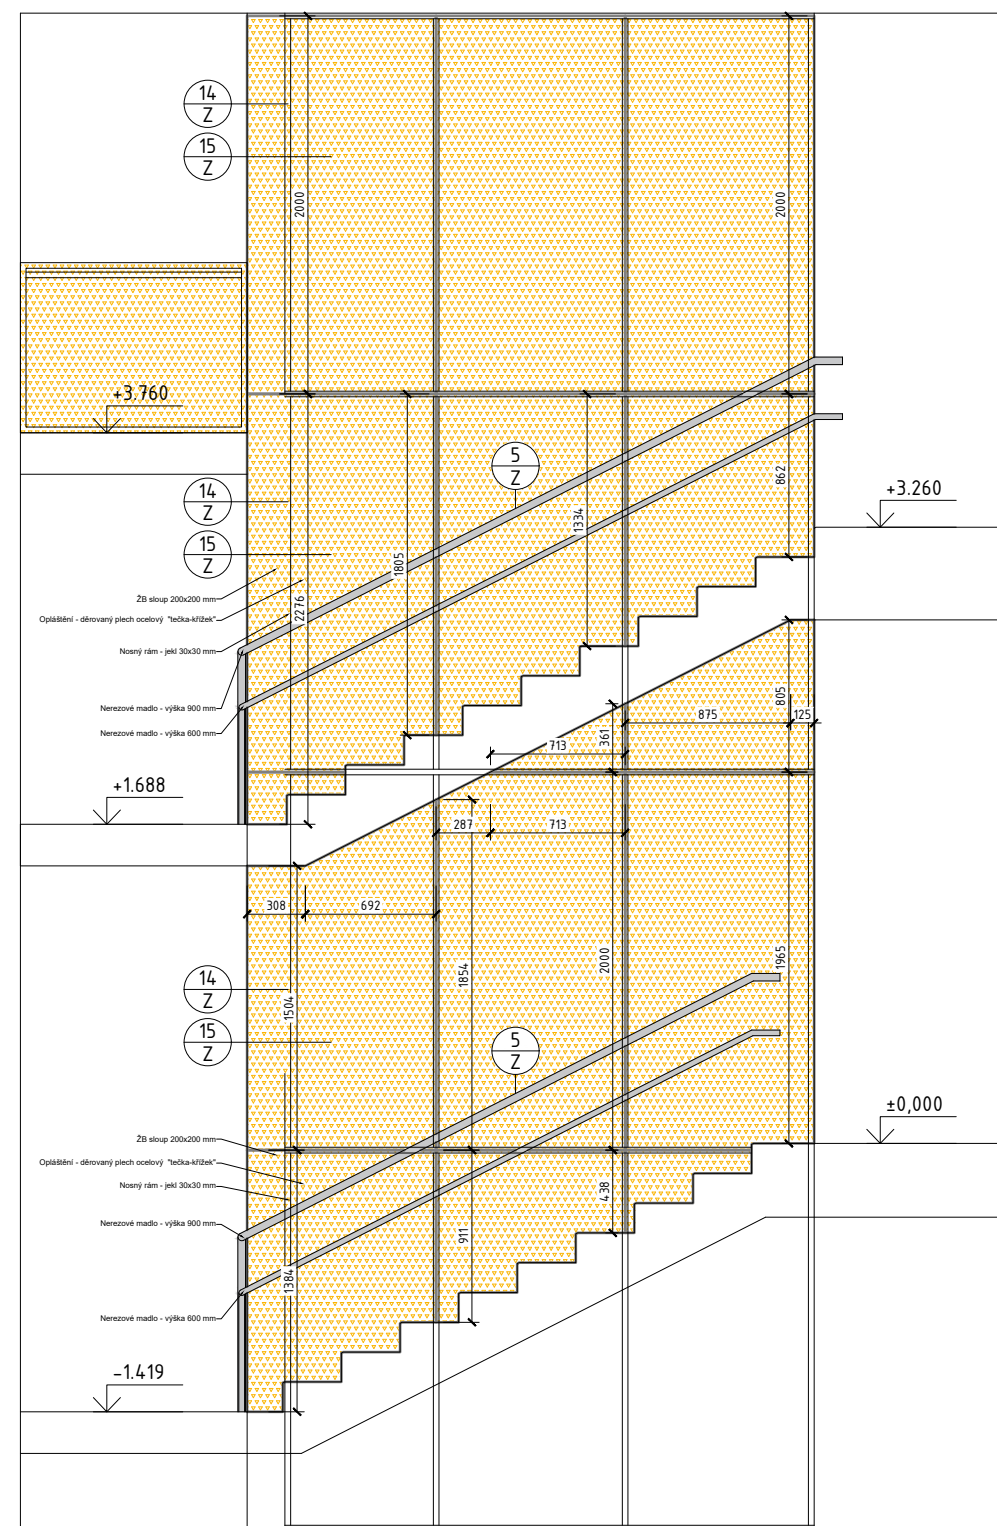 14
Z
15
Z
2000
2000
+3.760
5
Z
862
+3.260
14
Z
1334
15
Z
1805
ŽB sloup 200x200 mm
2276
Opláštění - děrovaný plech ocelový "tečka-křížek"
Nosný rám - jekl 30x30 mm
Nerezové madlo - výška 900 mm
805
875
125
Nerezové madlo - výška 600 mm
361
713
+1.688
287
713
308
692
2000
1965
1854
14
Z
1504
15
Z
5
Z
±0,000
ŽB sloup 200x200 mm
Opláštění - děrovaný plech ocelový "tečka-křížek"
Nosný rám - jekl 30x30 mm
438
Nerezové madlo - výška 900 mm
911
1384
Nerezové madlo - výška 600 mm
−1.419